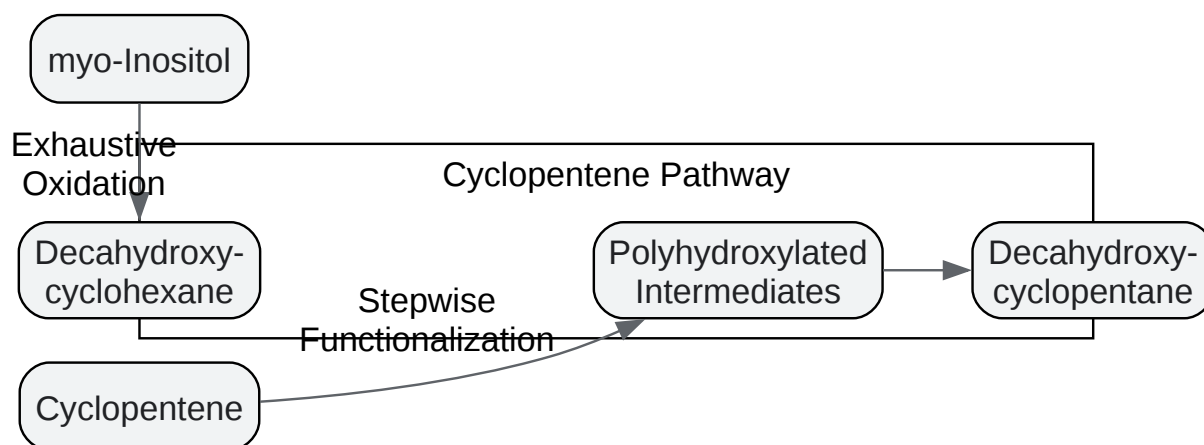 myo-Inositol
Exhaustive
Oxidation
Cyclopentene Pathway
Decahydroxy-
cyclohexane
Polyhydroxylated
Intermediates
Decahydroxy-
cyclopentane
Stepwise
Functionalization
Cyclopentene